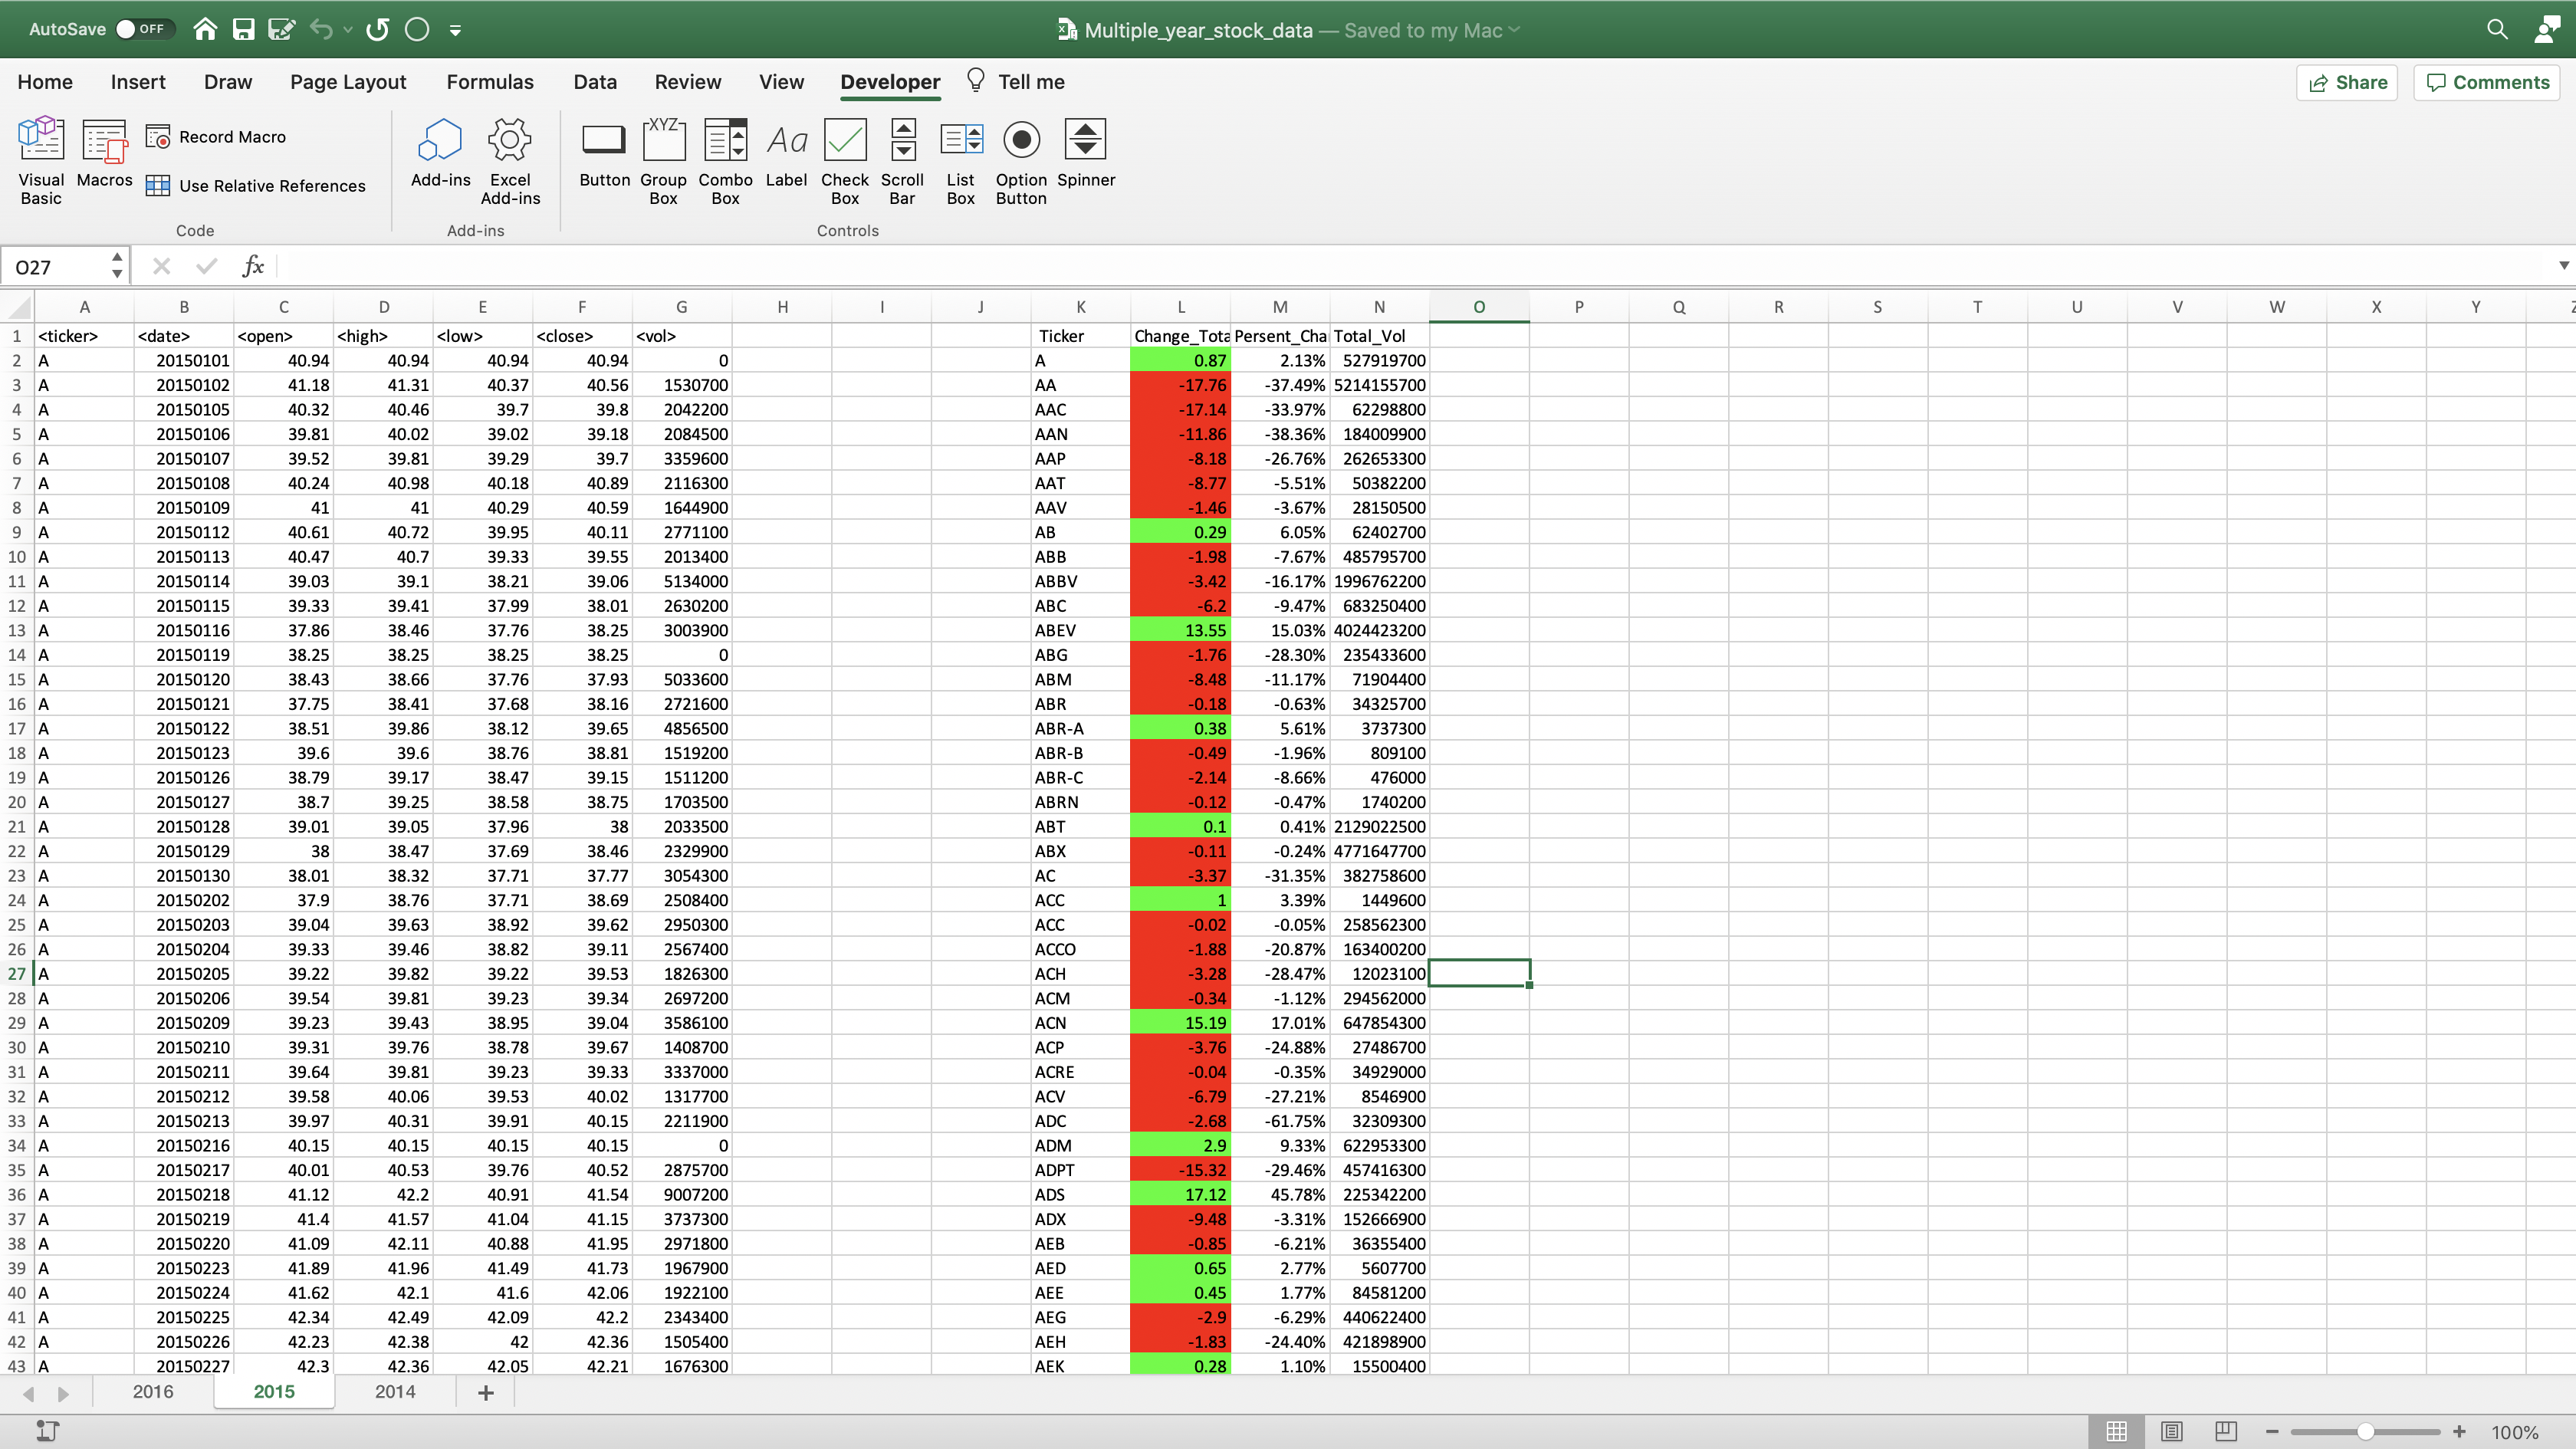 AutoSave OFF Multiple_year_stock_data — Saved to my Mac
Home Insert Draw Page Layout Formulas Data Review View Developer Tell me Share Comments
Visual Basic Macros Record Macro Use Relative References Add-ins Excel Add-ins Button XYZ Group Box Combo Box Aa Label Check Box Scroll Bar List Box Option Button Spinner
Code Add-ins Controls
O27 fx
A B C D E F G H I J K L M N O P Q R S T U V W X Y
1 <ticker> <date> <open> <high> <low> <close> <vol> Ticker Change_Tota Persent_Cha Total_Vol
2 A 20150101 40.94 40.94 40.94 40.94 0 A 0.87 2.13% 527919700
3 A 20150102 41.18 41.31 40.37 40.56 1530700 AA -17.76 -37.49% 5214155700
4 A 20150105 40.32 40.46 39.7 39.8 2042200 AAC -17.14 -33.97% 62298800
5 A 20150106 39.81 40.02 39.02 39.18 2084500 AAN -11.86 -38.36% 184009900
6 A 20150107 39.52 39.81 39.29 39.7 3359600 AAP -8.18 -26.76% 262653300
7 A 20150108 40.24 40.98 40.18 40.89 2116300 AAT -8.77 -5.51% 50382200
8 A 20150109 41 41 40.29 40.59 1644900 AAV -1.46 -3.67% 28150500
9 A 20150112 40.61 40.72 39.95 40.11 2771100 AB 0.29 6.05% 62402700
10 A 20150113 40.47 40.7 39.33 39.55 2013400 ABB -1.98 -7.67% 485795700
11 A 20150114 39.03 39.1 38.21 39.06 5134000 ABBV -3.42 -16.17% 1996762200
12 A 20150115 39.33 39.41 37.99 38.01 2630200 ABC -6.2 -9.47% 683250400
13 A 20150116 37.86 38.46 37.76 38.25 3003900 ABEV 13.55 15.03% 4024423200
14 A 20150119 38.25 38.25 38.25 38.25 0 ABG -1.76 -28.30% 235433600
15 A 20150120 38.43 38.66 37.76 37.93 5033600 ABM -8.48 -11.17% 71904400
16 A 20150121 37.75 38.41 37.68 38.16 2721600 ABR -0.18 -0.63% 34325700
17 A 20150122 38.51 39.86 38.12 39.65 4856500 ABR-A 0.38 5.61% 3737300
18 A 20150123 39.6 39.6 38.76 38.81 1519200 ABR-B -0.49 -1.96% 809100
19 A 20150126 38.79 39.17 38.47 39.15 1511200 ABR-C -2.14 -8.66% 476000
20 A 20150127 38.7 39.25 38.58 38.75 1703500 ABRN -0.12 -0.47% 1740200
21 A 20150128 39.01 39.05 37.96 38 2033500 ABT 0.1 0.41% 2129022500
22 A 20150129 38 38.47 37.69 38.46 2329900 ABX -0.11 -0.24% 4771647700
23 A 20150130 38.01 38.32 37.71 37.77 3054300 AC -3.37 -31.35% 382758600
24 A 20150202 37.9 38.76 37.71 38.69 2508400 ACC 1 3.39% 1449600
25 A 20150203 39.04 39.63 38.92 39.62 2950300 ACC -0.02 -0.05% 258562300
26 A 20150204 39.33 39.46 38.82 39.11 2567400 ACCO -1.88 -20.87% 163400200
27 A 20150205 39.22 39.82 39.22 39.53 1826300 ACH -3.28 -28.47% 12023100
28 A 20150206 39.54 39.81 39.23 39.34 2697200 ACM -0.34 -1.12% 294562000
29 A 20150209 39.23 39.43 38.95 39.04 3586100 ACN 15.19 17.01% 647854300
30 A 20150210 39.31 39.76 38.78 39.67 1408700 ACP -3.76 -24.88% 27486700
31 A 20150211 39.64 39.81 39.23 39.33 3337000 ACRE -0.04 -0.35% 34929000
32 A 20150212 39.58 40.06 39.53 40.02 1317700 ACV -6.79 -27.21% 8546900
33 A 20150213 39.97 40.31 39.91 40.15 2211900 ADC -2.68 -61.75% 32309300
34 A 20150216 40.15 40.15 40.15 40.15 0 ADM 2.9 9.33% 622953300
35 A 20150217 40.01 40.53 39.76 40.52 2875700 ADPT -15.32 -29.46% 457416300
36 A 20150218 41.12 42.2 40.91 41.54 9007200 ADS 17.12 45.78% 225342200
37 A 20150219 41.4 41.57 41.04 41.15 3737300 ADX -9.48 -3.31% 152666900
38 A 20150220 41.09 42.11 40.88 41.95 2971800 AEB -0.85 -6.21% 36355400
39 A 20150223 41.89 41.96 41.49 41.73 1967900 AED 0.65 2.77% 5607700
40 A 20150224 41.62 42.1 41.6 42.06 1922100 AEE 0.45 1.77% 84581200
41 A 20150225 42.34 42.49 42.09 42.2 2343400 AEG -2.9 -6.29% 440622400
42 A 20150226 42.23 42.38 42 42.36 1505400 AEH -1.83 -24.40% 421898900
43 A 20150227 42.3 42.36 42.05 42.21 1676300 AEK 0.28 1.10% 15500400
2016 2015 2014 +
100%